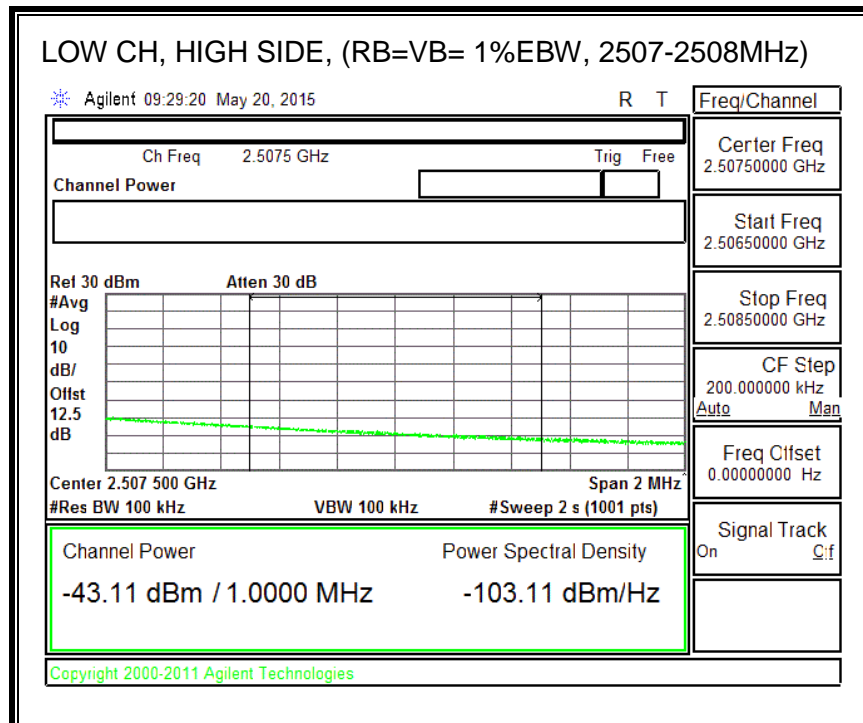 LOW CH, HIGH SIDE, (RB=VB= 1%EBW, 2507-2508MHz)
Agilent 09:29:20 May 20, 2015 R T
Freq/Channel
Ch Freq 2.5075 GHz Trig Free
Channel Power
Center Freq
2.50750000 GHz
Start Freq
2.50650000 GHz
Stop Freq
2.50850000 GHz
CF Step
200.000000 kHz
Auto Man
Freq Offset
0.00000000 Hz
Signal Track
On Off
Ref 30 dBm Atten 30 dB
#Avg
Log
10
dB/
Offst
12.5
dB
Center 2.507 500 GHz Span 2 MHz
#Res BW 100 kHz VBW 100 kHz #Sweep 2 s (1001 pts)
Channel Power Power Spectral Density
-43.11 dBm / 1.0000 MHz -103.11 dBm/Hz
Copyright 2000-2011 Agilent Technologies